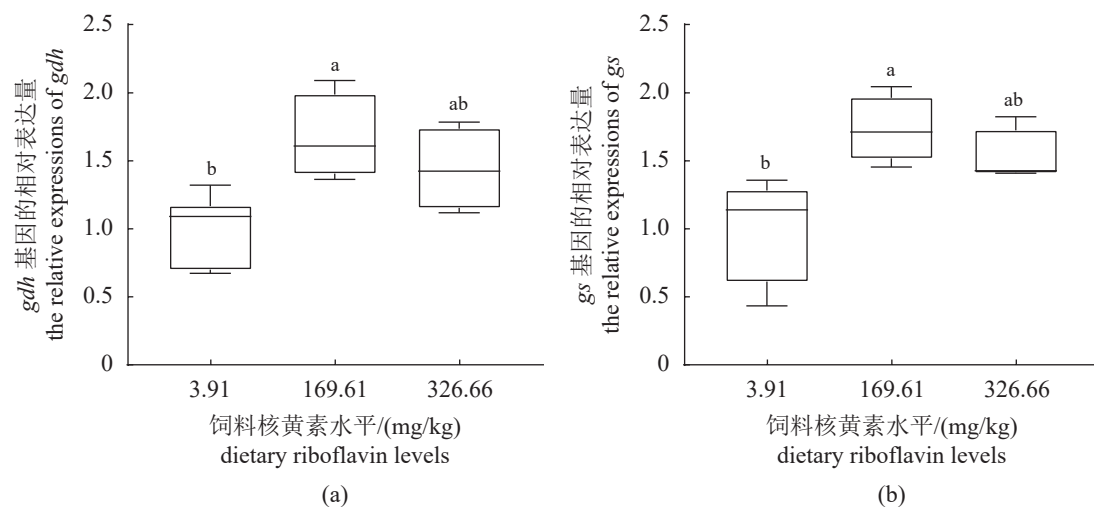 gdh 基因的相对表达量
the relative expressions of gdh
2.5
2.0
1.5
1.0
0.5
0
b
a
ab
3.91
169.61
326.66
饲料核黄素水平/(mg/kg)
dietary riboflavin levels
(a)
gs 基因的相对表达量
the relative expressions of gs
2.5
2.0
1.5
1.0
0.5
0
b
a
ab
3.91
169.61
326.66
饲料核黄素水平/(mg/kg)
dietary riboflavin levels
(b)